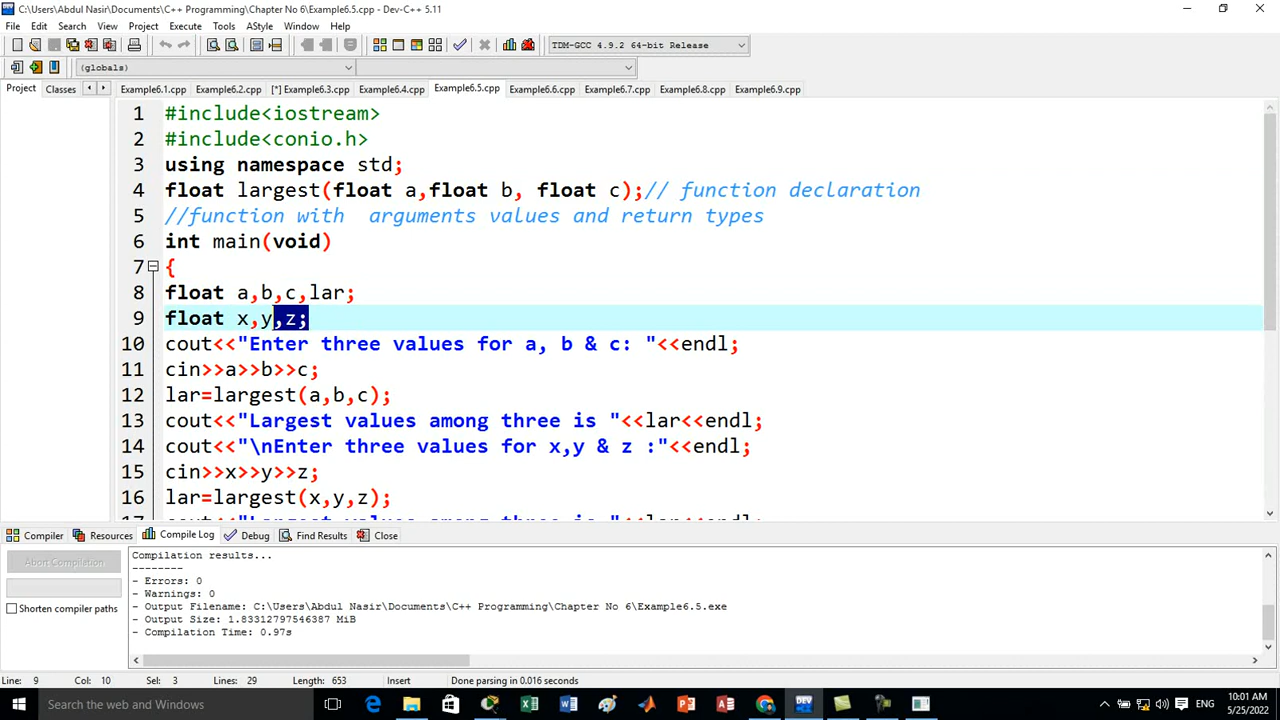 C:\Users\Abdul Nasir\Documents\C++ Programming\Chapter No 6\Example6.5.cpp - Dev-C++ 5.11
File Edit Search View Project Execute Tools AStyle Window Help
TDM-GCC 4.9.2 64-bit Release
(globals)
Project Classes Example6.1.cpp Example6.2.cpp [*] Example6.3.cpp Example6.4.cpp Example6.5.cpp Example6.6.cpp Example6.7.cpp Example6.8.cpp Example6.9.cpp
1 #include<iostream>
2 #include<conio.h>
3 using namespace std;
4 float largest(float a,float b, float c);// function declaration
5 //function with  arguments values and return types
6 int main(void)
7 {
8 float a,b,c,lar;
9 float x,y,z;
10 cout<<"Enter three values for a, b & c: "<<endl;
11 cin>>a>>b>>c;
12 lar=largest(a,b,c);
13 cout<<"Largest values among three is "<<lar<<endl;
14 cout<<"\nEnter three values for x,y & z :"<<endl;
15 cin>>x>>y>>z;
16 lar=largest(x,y,z);
17 cout<<"Largest values among three is "<<lar<<endl;
Compiler Resources Compile Log Debug Find Results Close
Abort Compilation
Shorten compiler paths
Compilation results...
--------
- Errors: 0
- Warnings: 0
- Output Filename: C:\Users\Abdul Nasir\Documents\C++ Programming\Chapter No 6\Example6.5.exe
- Output Size: 1.83312797546387 MiB
- Compilation Time: 0.97s
Line: 9 Col: 10 Sel: 3 Lines: 29 Length: 653 Insert Done parsing in 0.016 seconds
Search the web and Windows
ENG
10:01 AM
5/25/2022